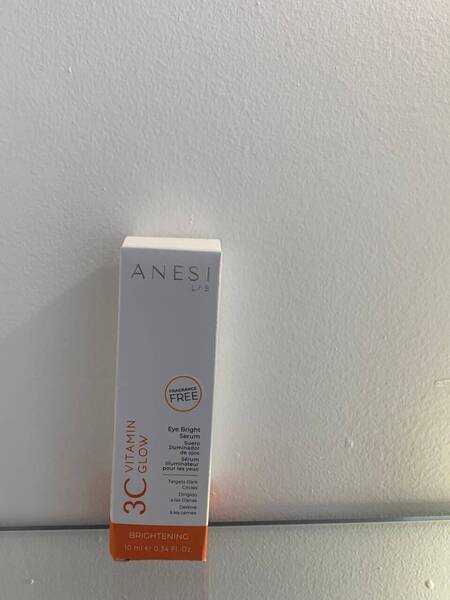 ANESI
LAB
FRAGRANCE
FREE
Eye Bright
Serum
Suero
Iluminador
de ojos
Sérum
Illuminateur
pour les yeux
Targets Dark
Circles
Dirigido
à las Ojeras
Destiné
à les cernes
3C VITAMIN
GLOW
BRIGHTENING
10 ml e 0.34 Fl. Oz.